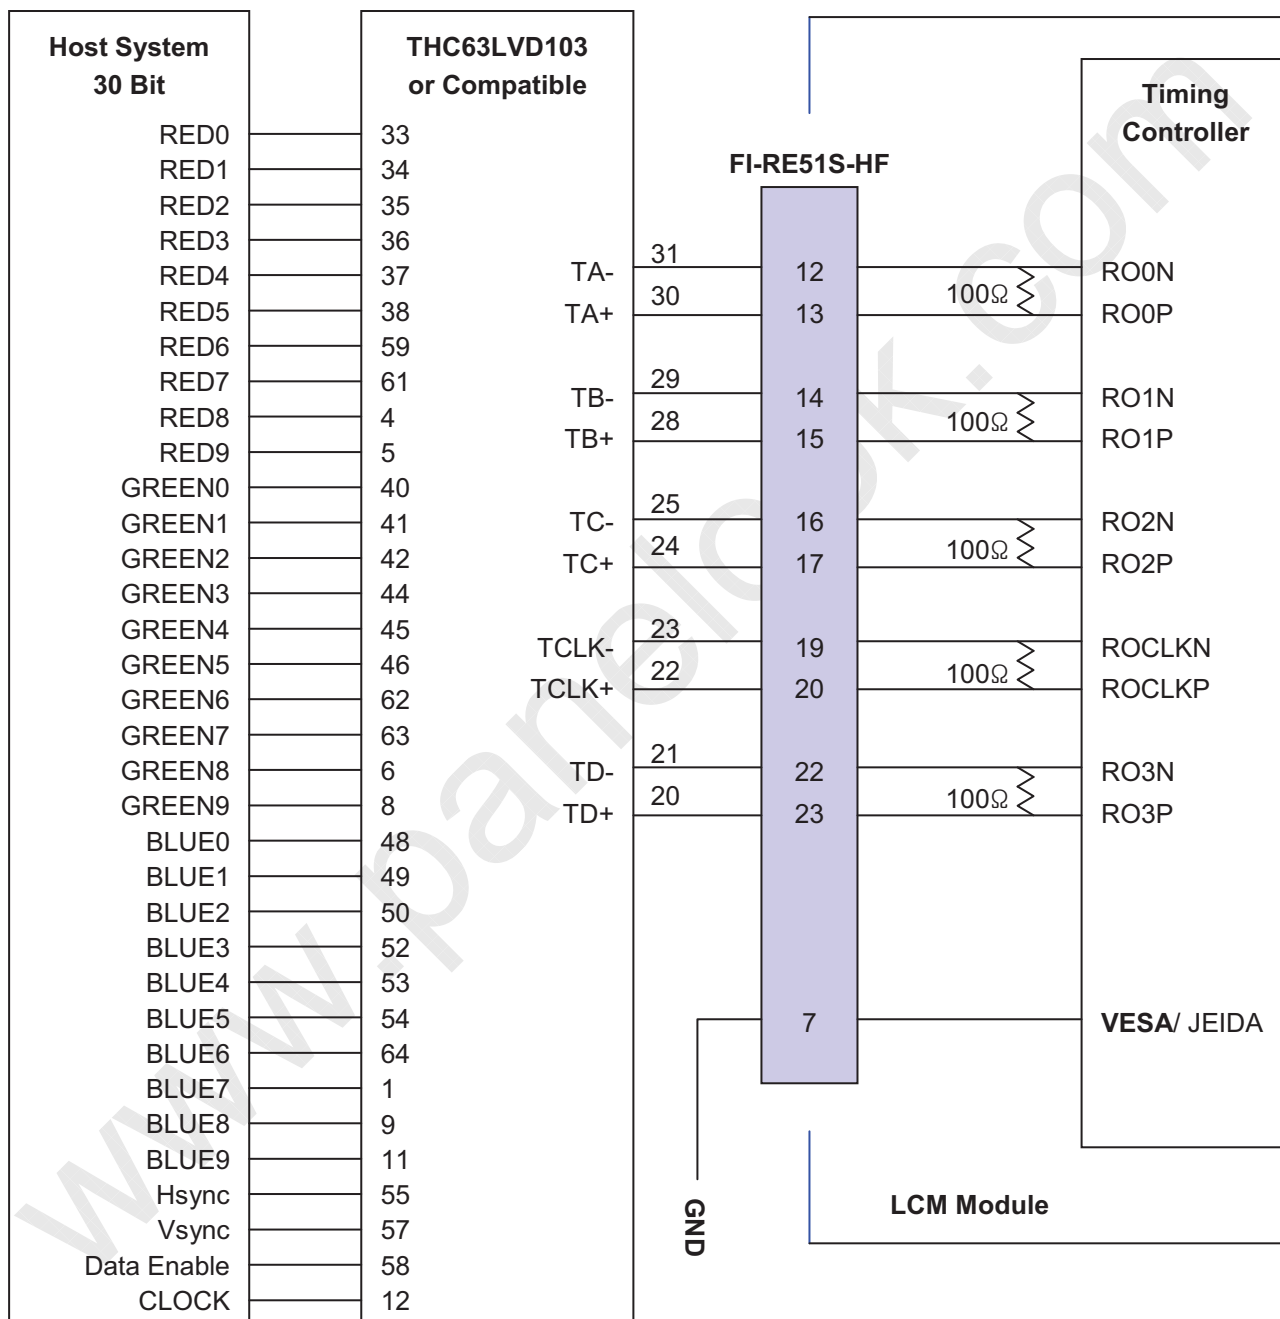 Host System
30 Bit
RED0
RED1
RED2
RED3
RED4
RED5
RED6
RED7
RED8
RED9
GREEN0
GREEN1
GREEN2
GREEN3
GREEN4
GREEN5
GREEN6
GREEN7
GREEN8
GREEN9
BLUE0
BLUE1
BLUE2
BLUE3
BLUE4
BLUE5
BLUE6
BLUE7
BLUE8
BLUE9
Hsync
Vsync
Data Enable
CLOCK
THC63LVD103
or Compatible
33
34
35
36
37
38
59
61
4
5
40
41
42
44
45
46
62
63
6
8
48
49
50
52
53
54
64
1
9
11
55
57
58
12
TA-
TA+
TB-
TB+
TC-
TC+
TCLK-
TCLK+
TD-
TD+
31
30
29
28
25
24
23
22
21
20
FI-RE51S-HF
12
13
14
15
16
17
19
20
22
23
7
GND
100Ω
100Ω
100Ω
100Ω
100Ω
Timing
Controller
RO0N
RO0P
RO1N
RO1P
RO2N
RO2P
ROCLKN
ROCLKP
RO3N
RO3P
VESA/ JEIDA
LCM Module
www.panelook.com